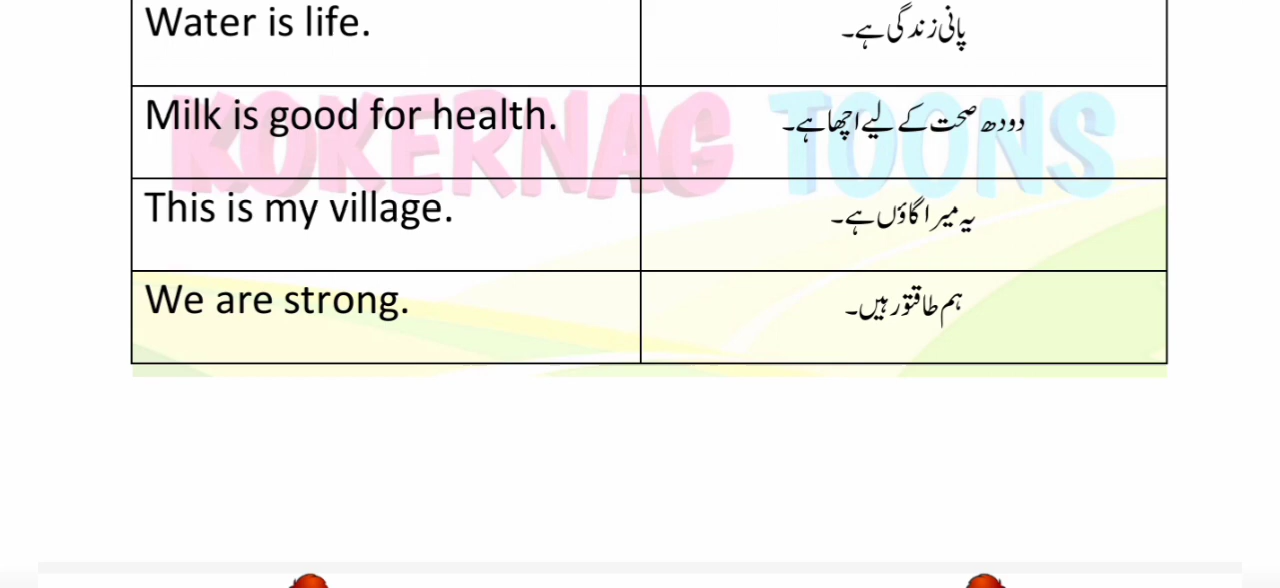 Water is life.
پانی زندگی ہے۔
Milk is good for health.
دودھ صحت کے لیے اچھا ہے۔
KOKERNAG TOONS
This is my village.
یہ میرا گاؤں ہے۔
We are strong.
ہم طاقتور ہیں۔